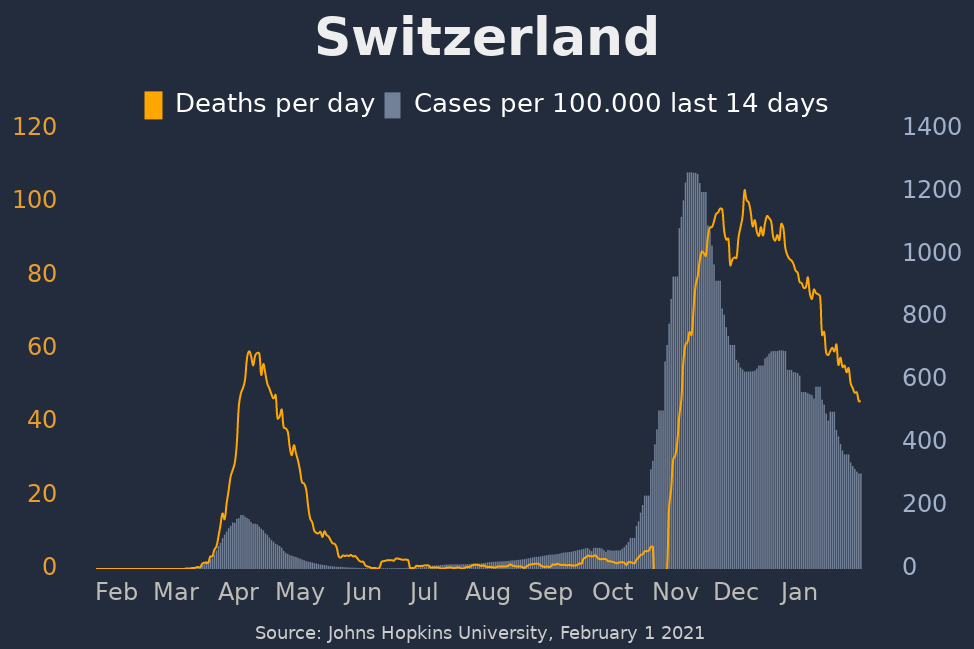 Switzerland
Deaths per day Cases per 100.000 last 14 days
120 1400
100 1200
80 1000
60 800
40 600
20 400
0 200
0
Feb Mar Apr May Jun Jul Aug Sep Oct Nov Dec Jan
Source: Johns Hopkins University, February 1 2021